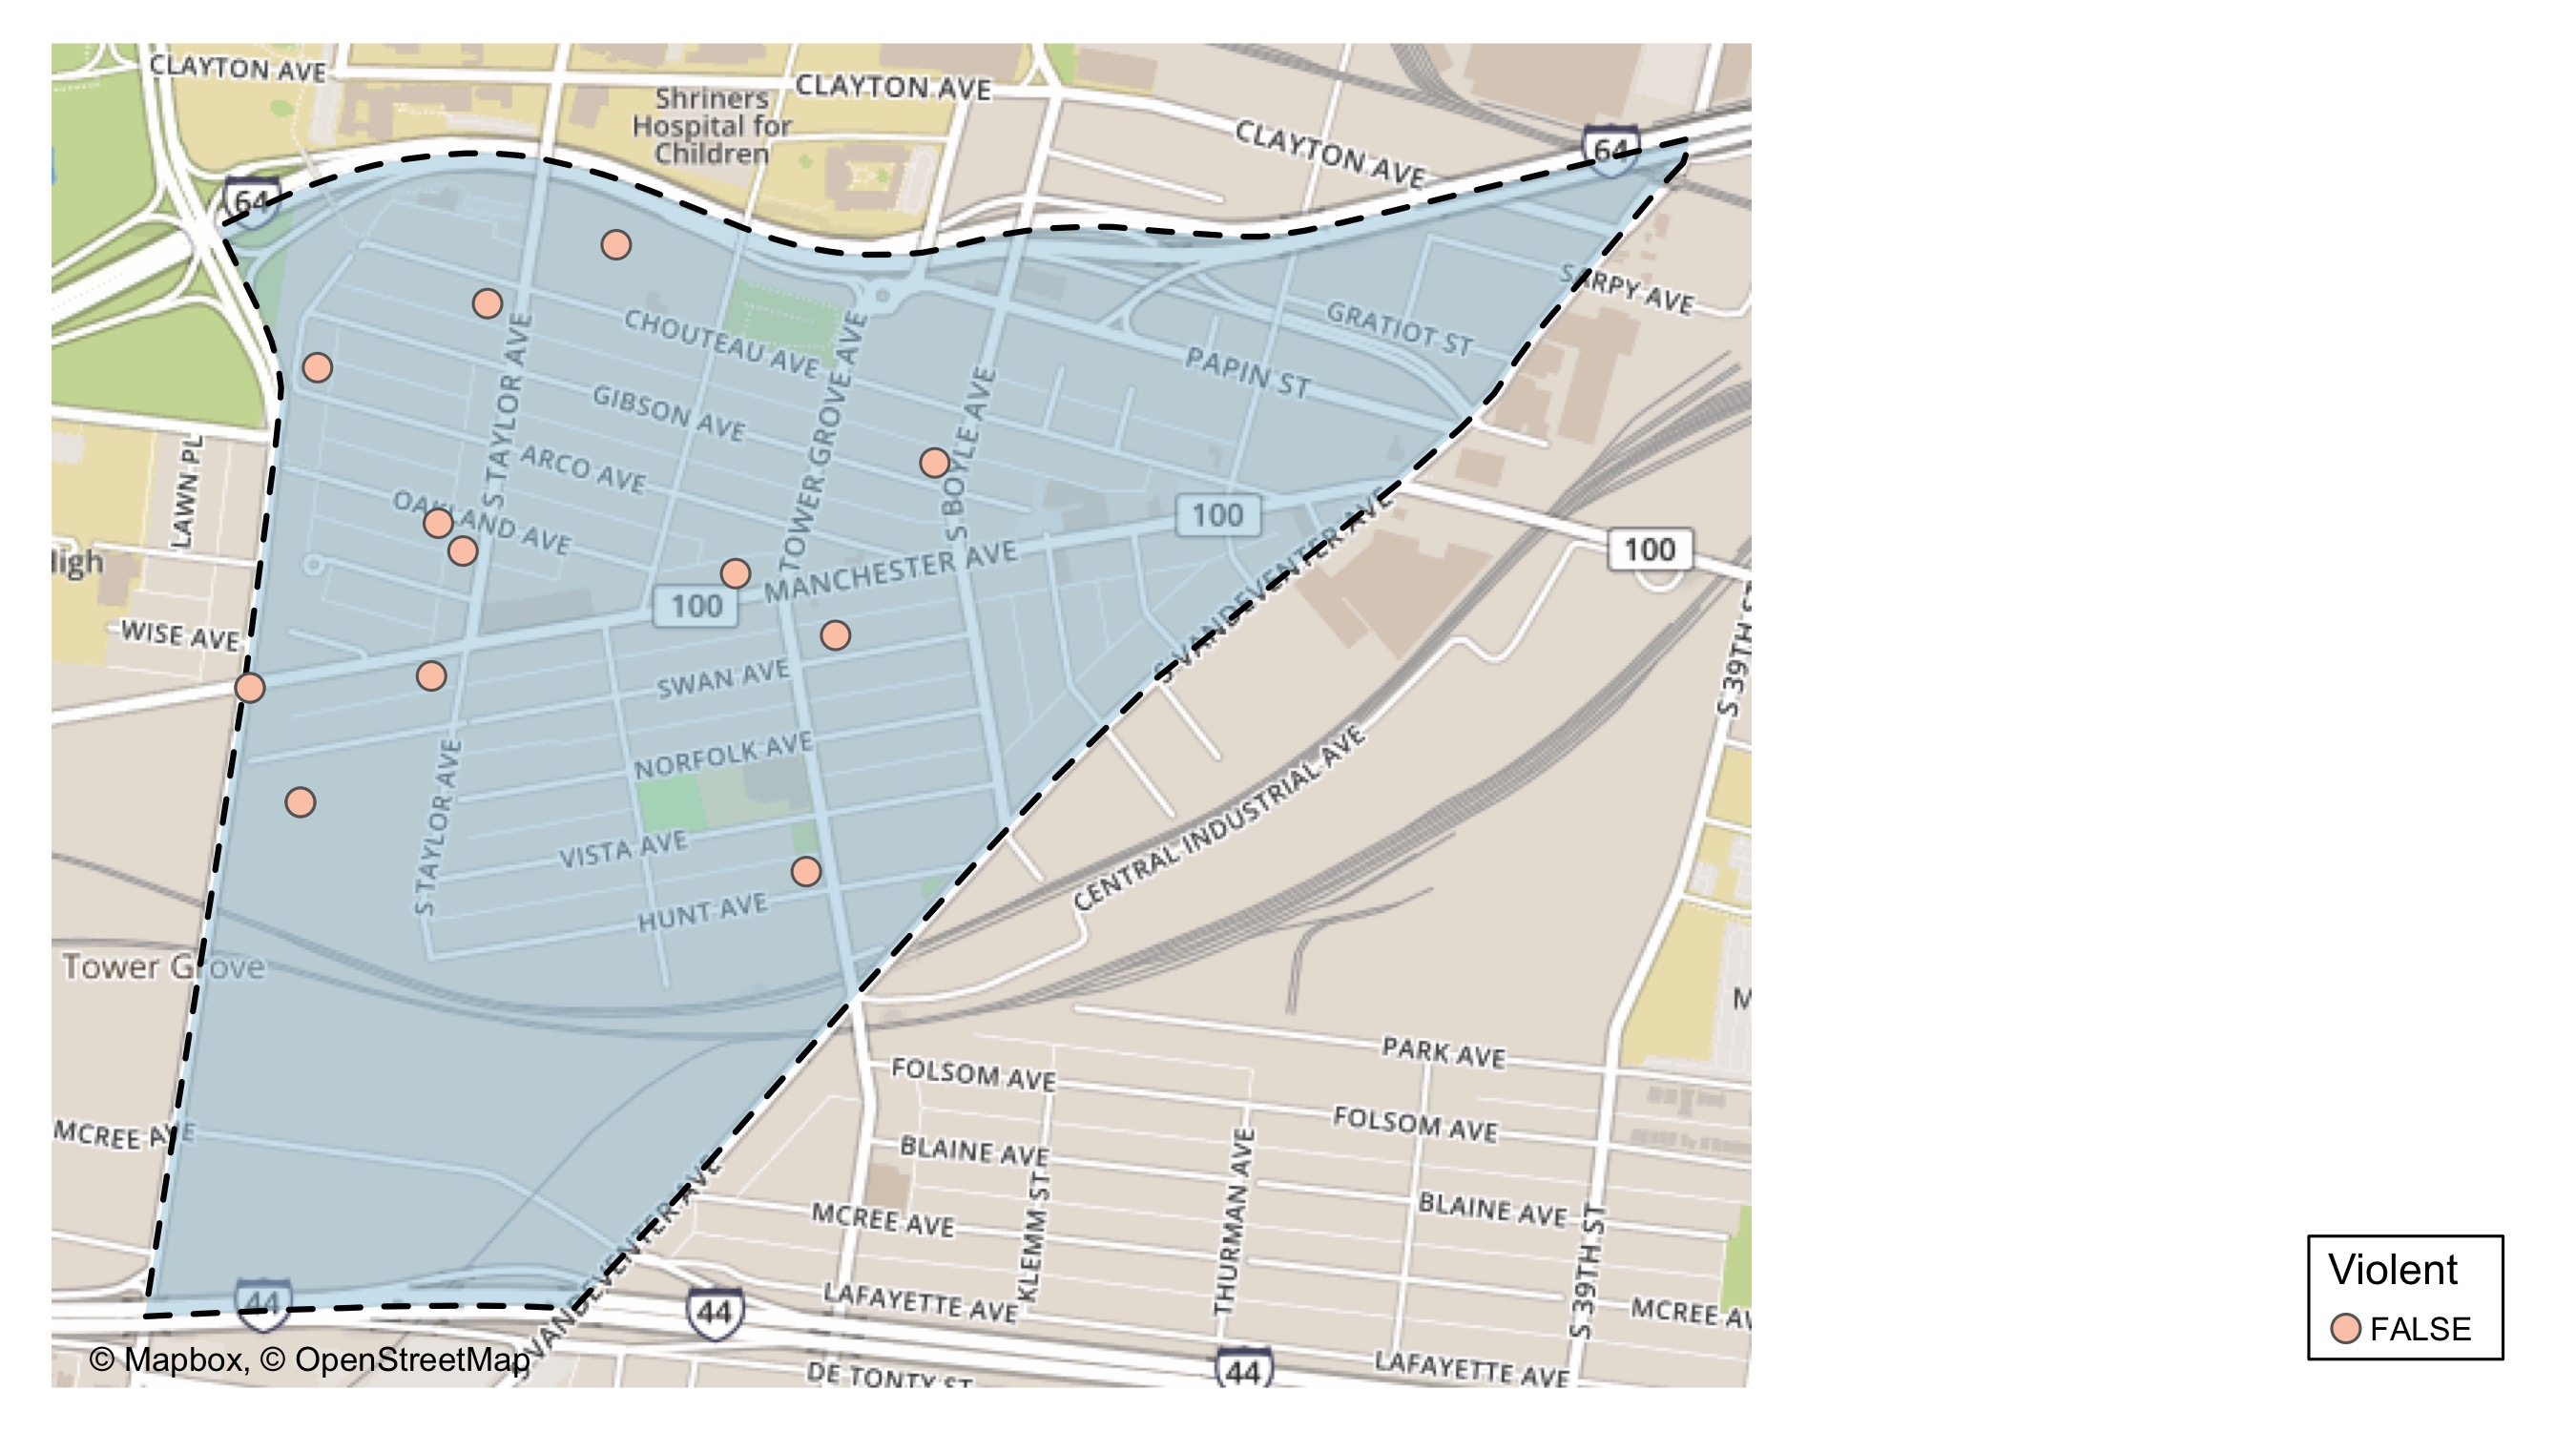 CLAYTON AVE
CLAYTON AVE
Shriners
Hospital for
Children
CLAYTON AVE
64
64
SARPY AVE
GRATIOT ST
CHOUTEAU AVE
PAPIN ST
GIBSON AVE
S TAYLOR AVE
TOWER GROVE AVE
S BOYLE AVE
ARCO AVE
LAWN PL
OAKLAND AVE
100
100
MANCHESTER AVE
100
S VANDEVENTER AVE
WISE AVE
SWAN AVE
S 39TH ST
NORFOLK AVE
S TAYLOR AVE
CENTRAL INDUSTRIAL AVE
VISTA AVE
HUNT AVE
Tower Grove
M
PARK AVE
FOLSOM AVE
FOLSOM AVE
MCREE AVE
BLAINE AVE
BLAINE AVE
KLEMM ST
THURMAN AVE
S 39TH ST
MCREE AVE
S VANDEVENTER AVE
44
44
LAFAYETTE AVE
MCREE AV
44
LAFAYETTE AVE
DE TONTY ST
© Mapbox, © OpenStreetMap
Violent
FALSE